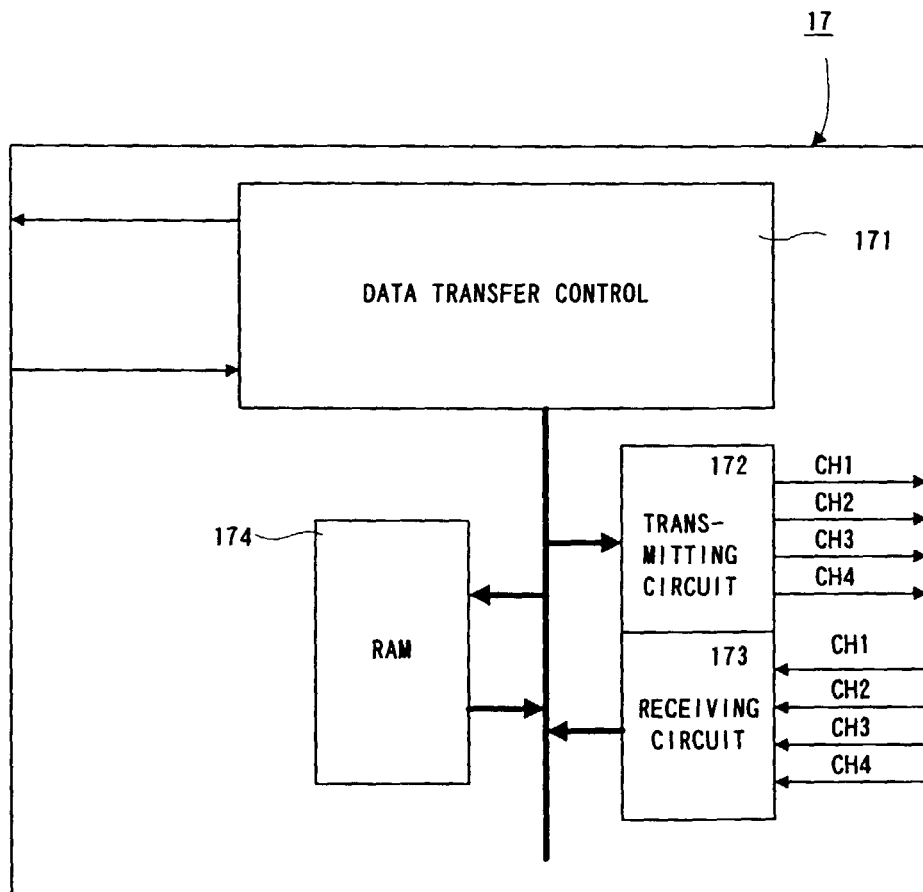 17
171
DATA TRANSFER CONTROL
172
CH1
CH2
TRANS-
MITTING
CIRCUIT
CH3
CH4
174
RAM
173
CH1
RECEIVING
CIRCUIT
CH2
CH3
CH4